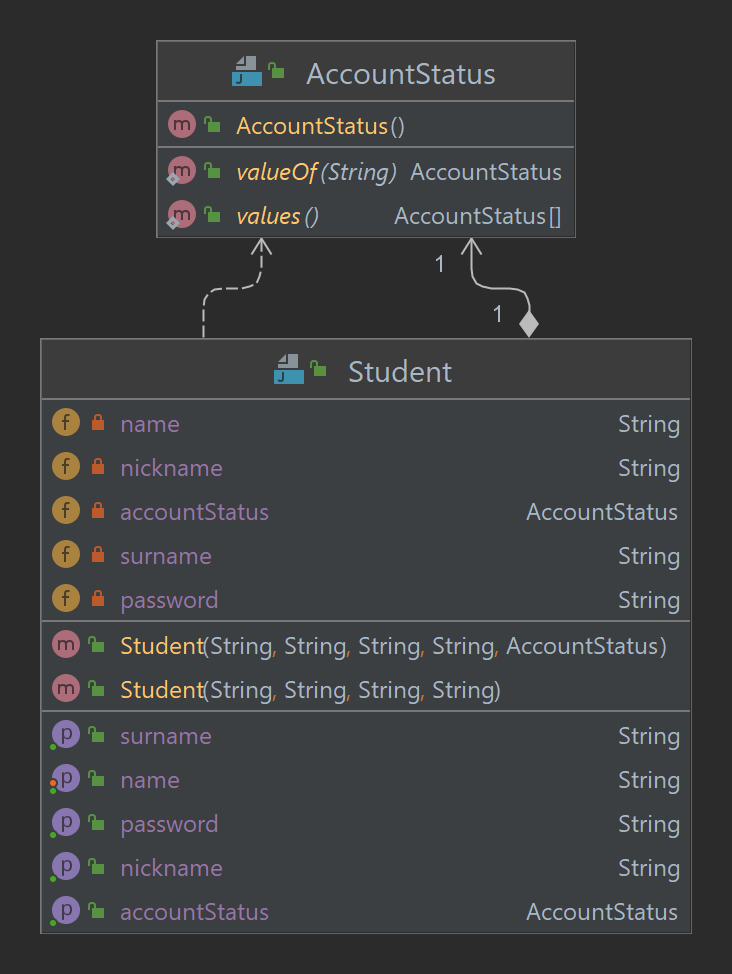 AccountStatus
m AccountStatus()
m valueOf(String) AccountStatus
m values() AccountStatus[]
1
1
Student
f name String
f nickname String
f accountStatus AccountStatus
f surname String
f password String
m Student(String, String, String, String, AccountStatus)
m Student(String, String, String, String)
p surname String
p name String
p password String
p nickname String
p accountStatus AccountStatus